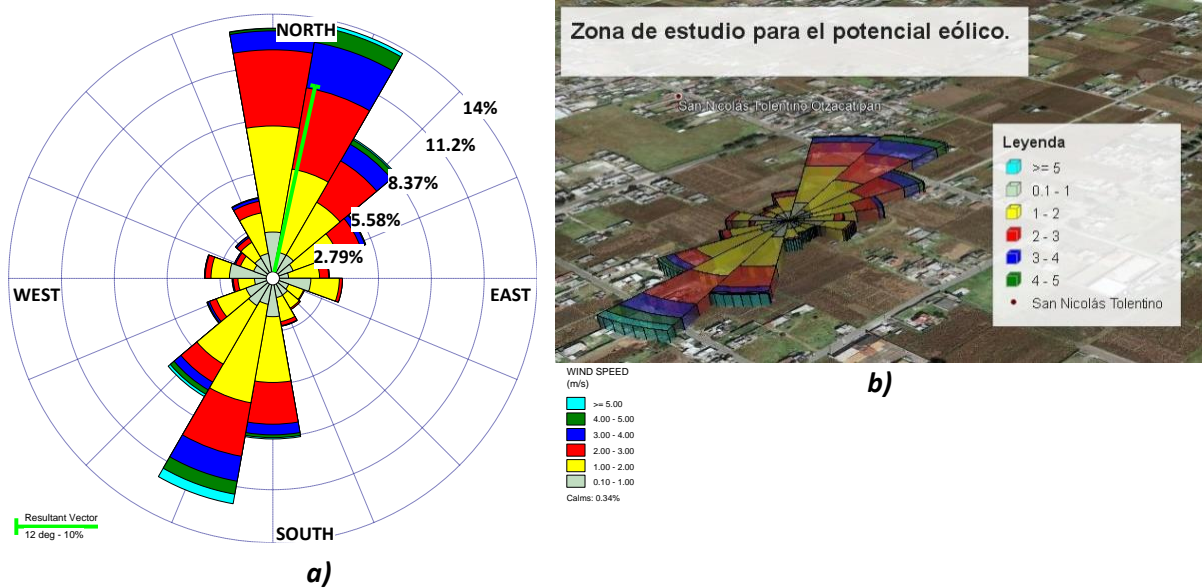 NORTH
14%
11.2%
8.37%
5.58%
2.79%
WEST
EAST
SOUTH
Resultant Vector
12 deg - 10%
a)
Zona de estudio para el potencial eólico.
San Nicolás Tolentino Otzacatipan
Leyenda
>= 5
0.1 - 1
1 - 2
2 - 3
3 - 4
4 - 5
San Nicolás Tolentino
b)
WIND SPEED
(m/s)
>= 5.00
4.00 - 5.00
3.00 - 4.00
2.00 - 3.00
1.00 - 2.00
0.10 - 1.00
Calms: 0.34%